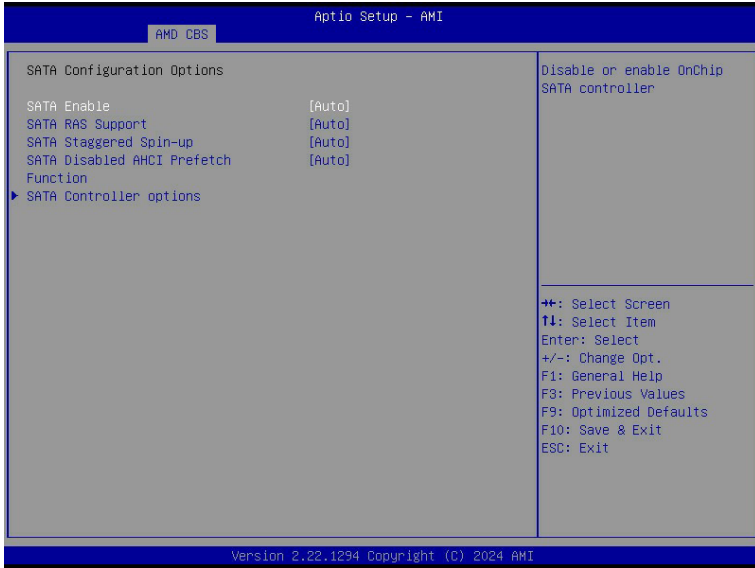 Aptio Setup - AMI
AMD CBS
SATA Configuration Options
SATA Enable [Auto]
SATA RAS Support [Auto]
SATA Staggered Spin-up [Auto]
SATA Disabled AHCI Prefetch [Auto]
Function
SATA Controller options
Disable or enable OnChip
SATA controller
→←: Select Screen
↑↓: Select Item
Enter: Select
+/-: Change Opt.
F1: General Help
F3: Previous Values
F9: Optimized Defaults
F10: Save & Exit
ESC: Exit
Version 2.22.1294 Copyright (C) 2024 AMI